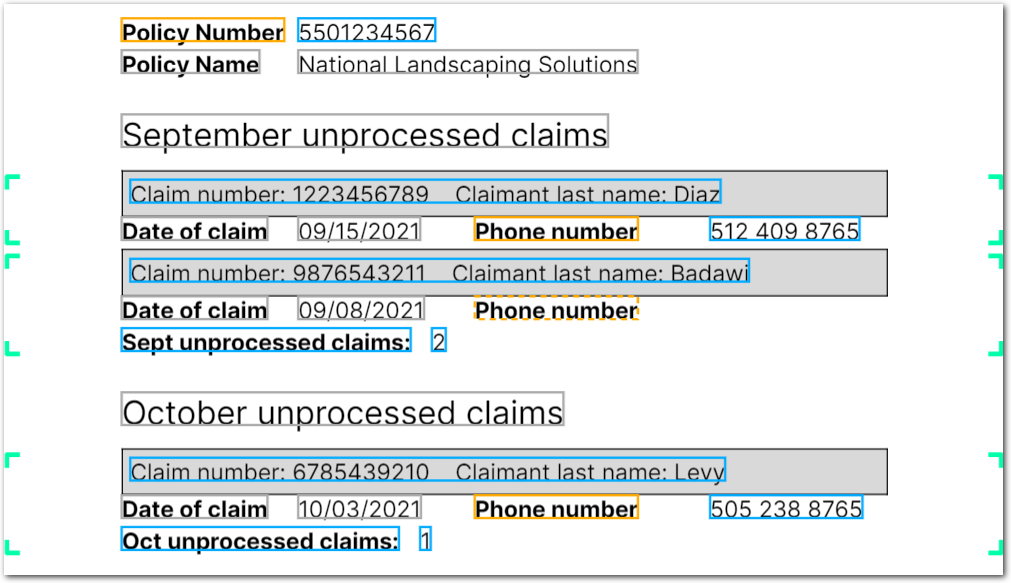 Policy Number 5501234567
Policy Name National Landscaping Solutions
September unprocessed claims
Claim number: 1223456789 Claimant last name: Diaz
Date of claim 09/15/2021 Phone number 512 409 8765
Claim number: 9876543211 Claimant last name: Badawi
Date of claim 09/08/2021 Phone number
Sept unprocessed claims: 2
October unprocessed claims
Claim number: 6785439210 Claimant last name: Levy
Date of claim 10/03/2021 Phone number 505 238 8765
Oct unprocessed claims: 1